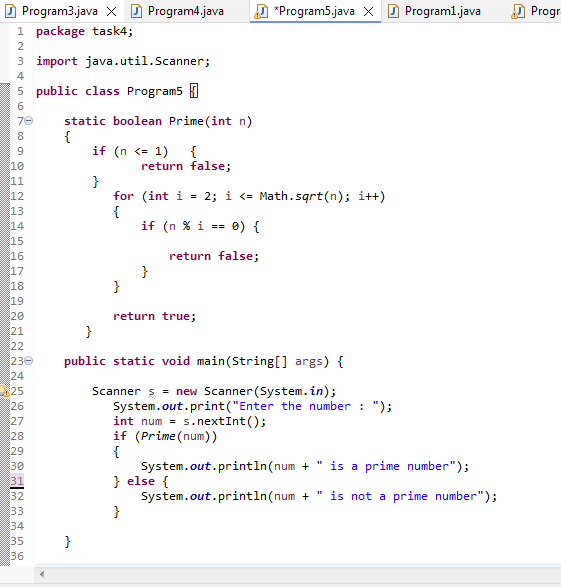 Program3.java Program4.java *Program5.java Program1.java Progr
1 package task4;
2
3 import java.util.Scanner;
4
5 public class Program5 {
6
7 static boolean Prime(int n)
8 {
9 if (n <= 1) {
10 return false;
11 }
12 for (int i = 2; i <= Math.sqrt(n); i++)
13 {
14 if (n % i == 0) {
15
16 return false;
17 }
18 }
19
20 return true;
21 }
22
23 public static void main(String[] args) {
24
25 Scanner s = new Scanner(System.in);
26 System.out.print("Enter the number : ");
27 int num = s.nextInt();
28 if (Prime(num))
29 {
30 System.out.println(num + " is a prime number");
31 } else {
32 System.out.println(num + " is not a prime number");
33 }
34
35 }
36